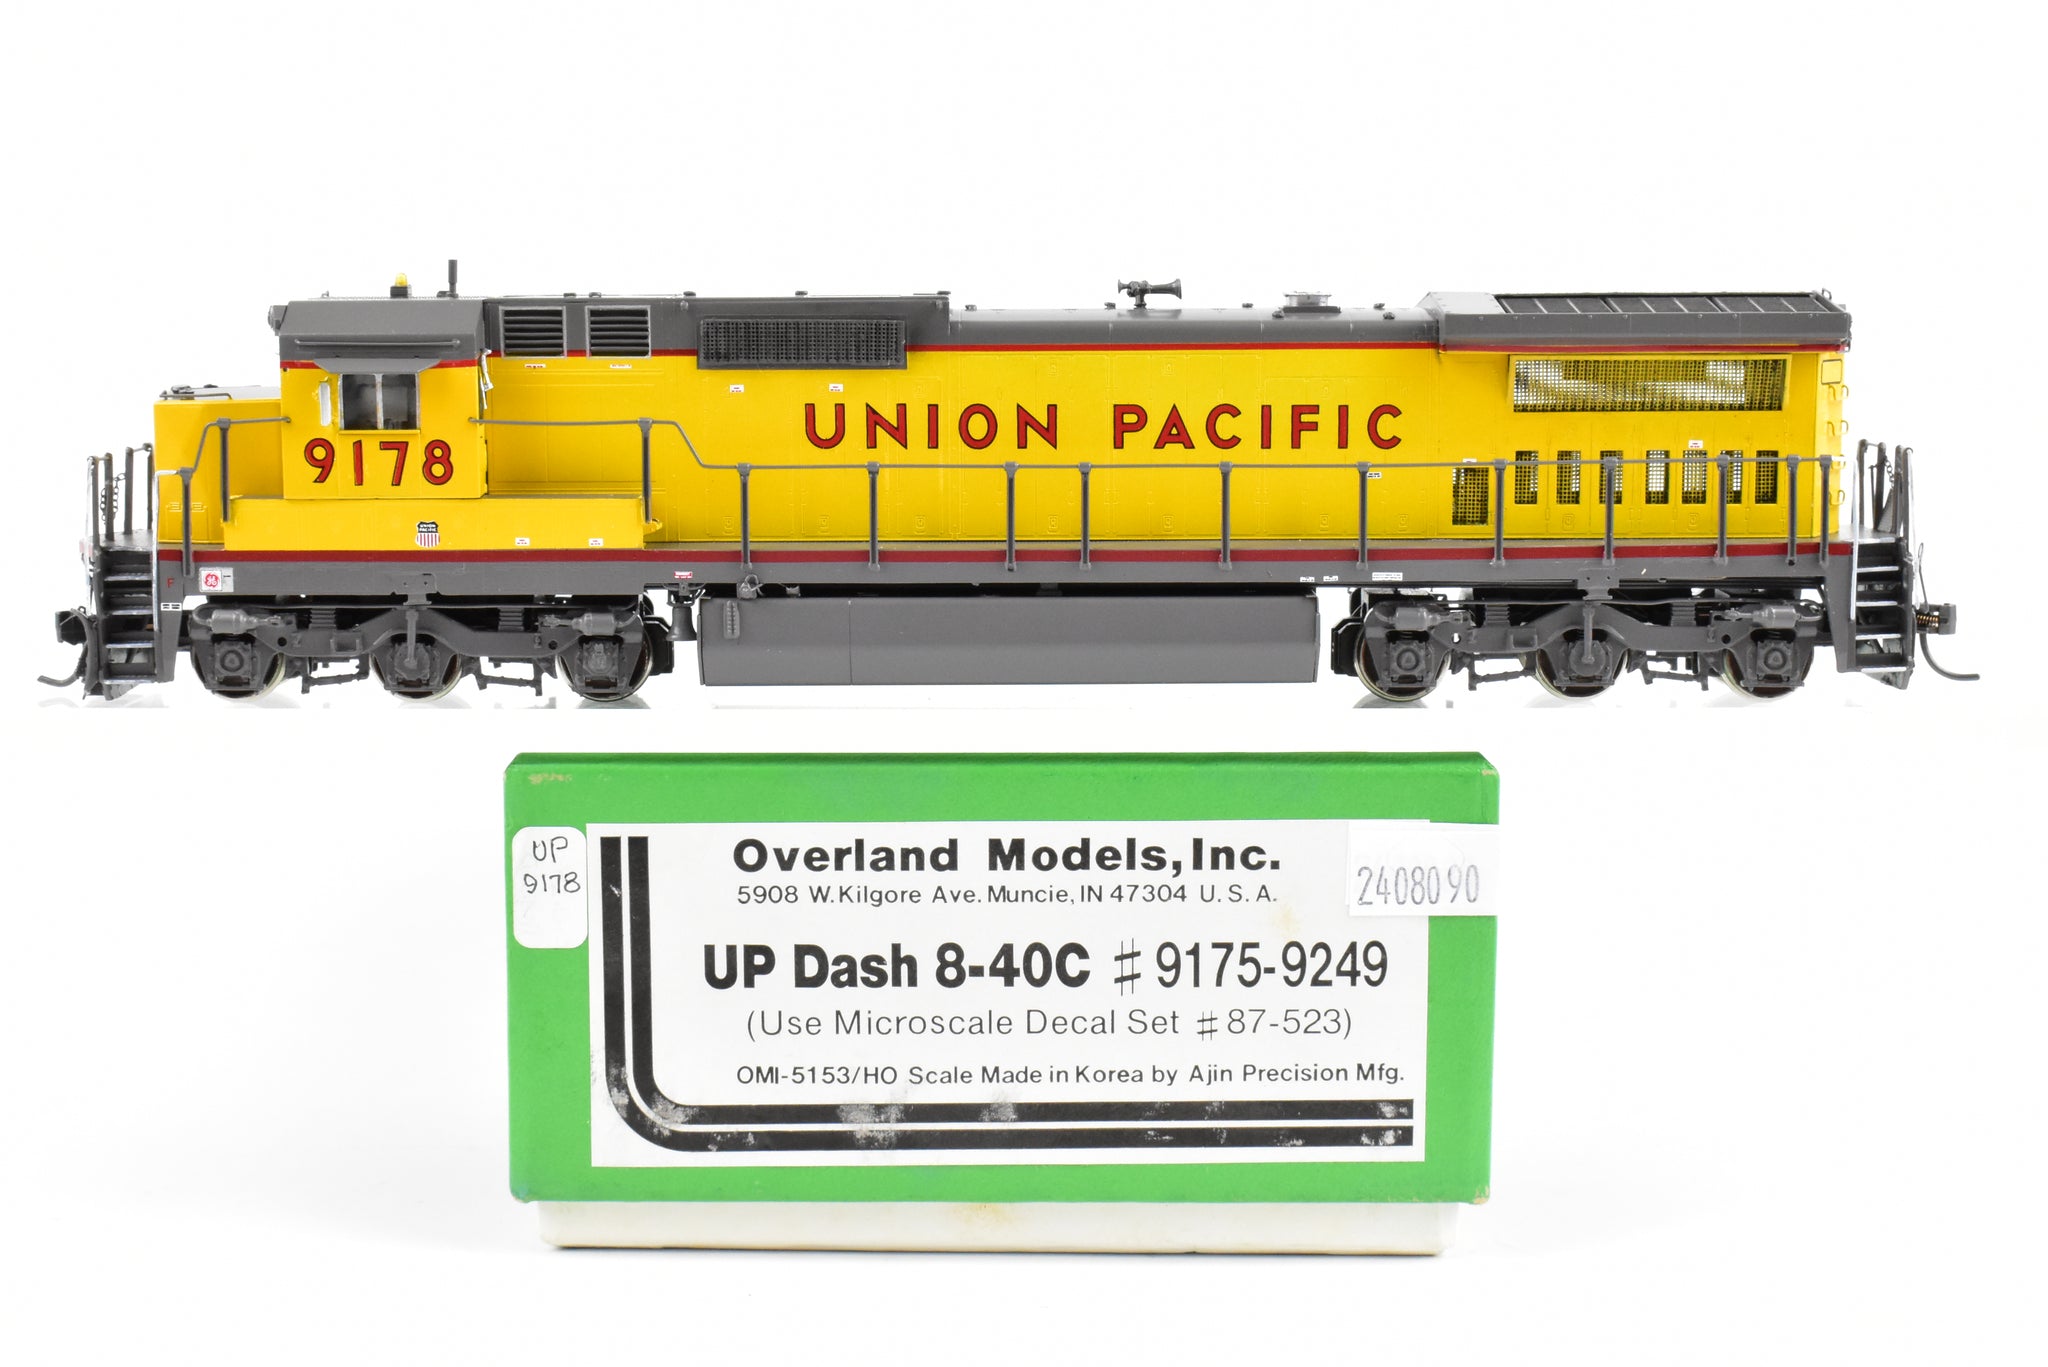 UNION PACIFIC
9178
UNION
PACIFIC
F
UP
9178
Overland Models, Inc.
5908 W. Kilgore Ave. Muncie, IN 47304 U.S.A.
2408090
UP Dash 8-40C # 9175-9249
(Use Microscale Decal Set # 87-523)
OMI-5153/HO Scale Made in Korea by Ajin Precision Mfg.